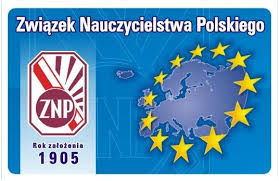 Związek Nauczycielstwa Polskiego
ZNP
Rok założenia
1905